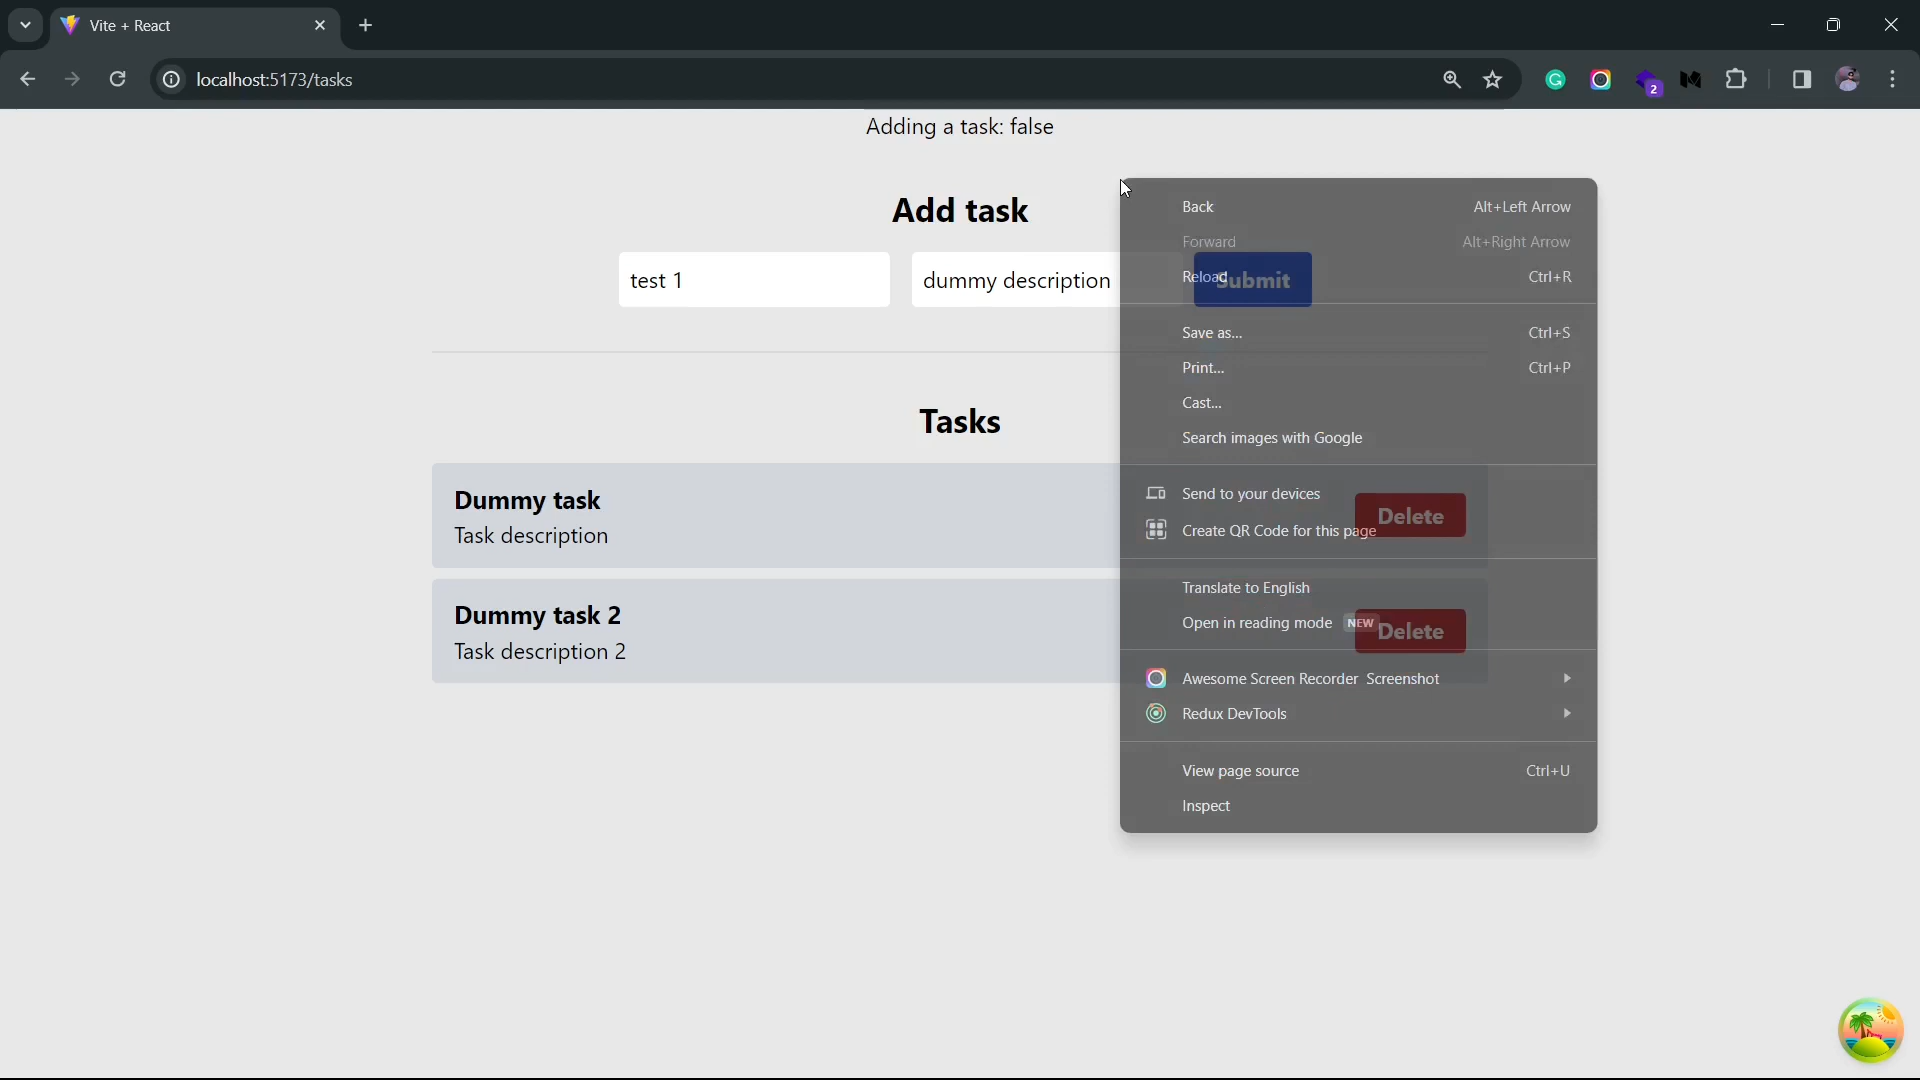 Vite + React
localhost:5173/tasks
2
Adding a task: false
Add task
test 1
dummy description
Submit
Tasks
Dummy task
Task description
Delete
Dummy task 2
Task description 2
Delete
Back Alt+Left Arrow
Forward Alt+Right Arrow
Reload Ctrl+R
Save as... Ctrl+S
Print... Ctrl+P
Cast...
Search images with Google
Send to your devices
Create QR Code for this page
Translate to English
Open in reading mode NEW
Awesome Screen Recorder Screenshot
Redux DevTools
View page source Ctrl+U
Inspect